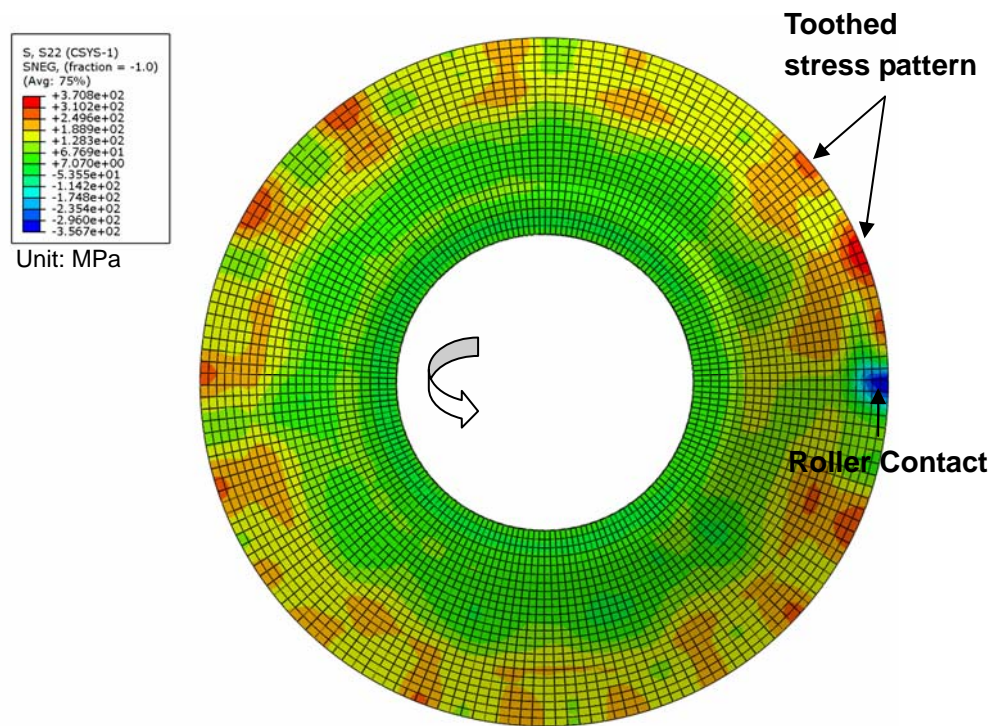 S, S22 (CSYS-1)
SNEG, (fraction = -1.0)
(Avg: 75%)
+3.708e+02
+3.102e+02
+2.496e+02
+1.889e+02
+1.283e+02
+6.769e+01
+7.070e+00
-5.355e+01
-1.142e+02
-1.748e+02
-2.354e+02
-2.960e+02
-3.567e+02
Unit: MPa
Toothed
stress pattern
Roller Contact